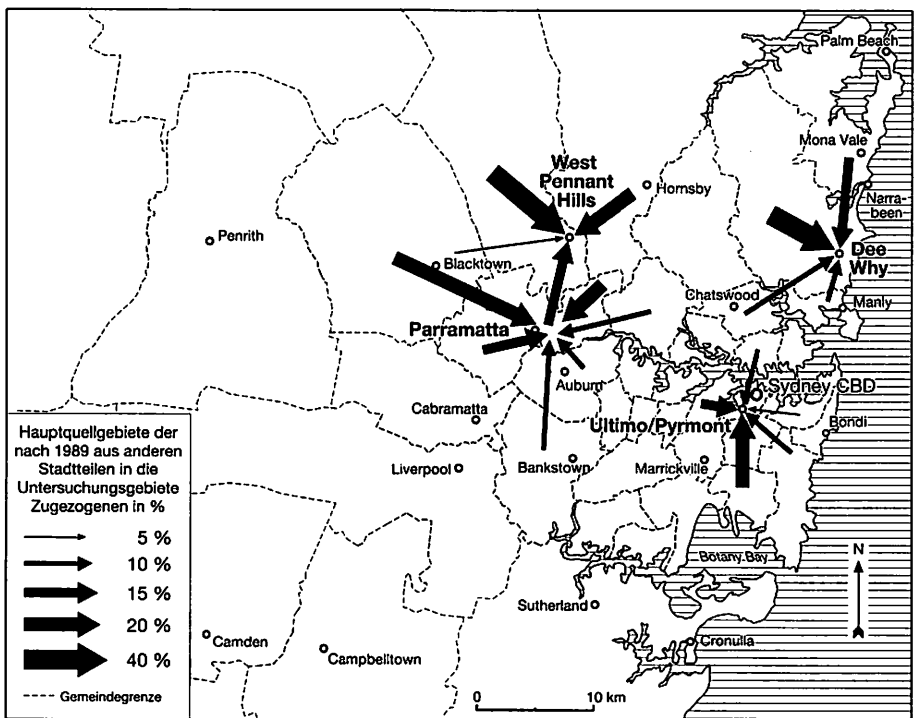 Palm Beach
Mona Vale
West
Pennant
Hills
Hornsby
Narra-
been
Penrith
Dee
Why
Blacktown
Chatswood
Manly
Parramatta
Auburn
Sydney CBD
Cabramatta
Ultimo/Pyrmont
Bondi
Liverpool
Bankstown
Marrickville
Botany Bay
Sutherland
Cronulla
Camden
Campbelltown
N
0 10 km
Hauptquellgebiete der
nach 1989 aus anderen
Stadtteilen in die
Untersuchungsgebiete
Zugezogenen in %
5 %
10 %
15 %
20 %
40 %
Gemeindegrenze